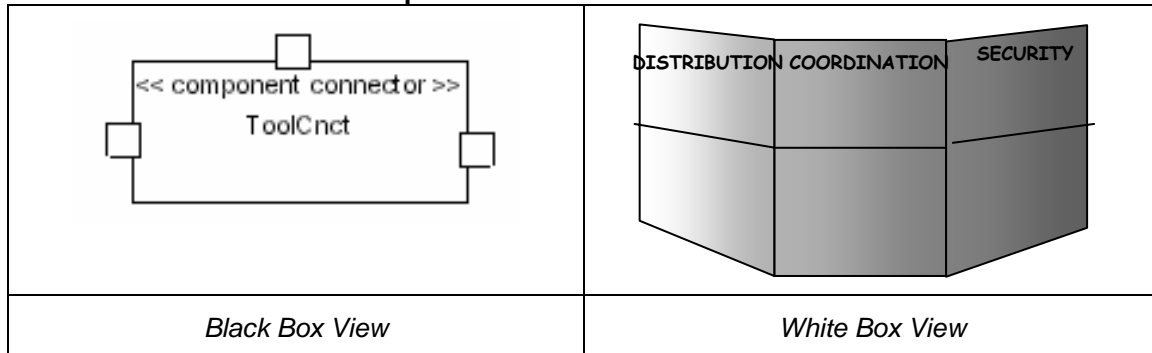 << component connector >>
ToolCnct
DISTRIBUTION COORDINATION SECURITY
Black Box View
White Box View